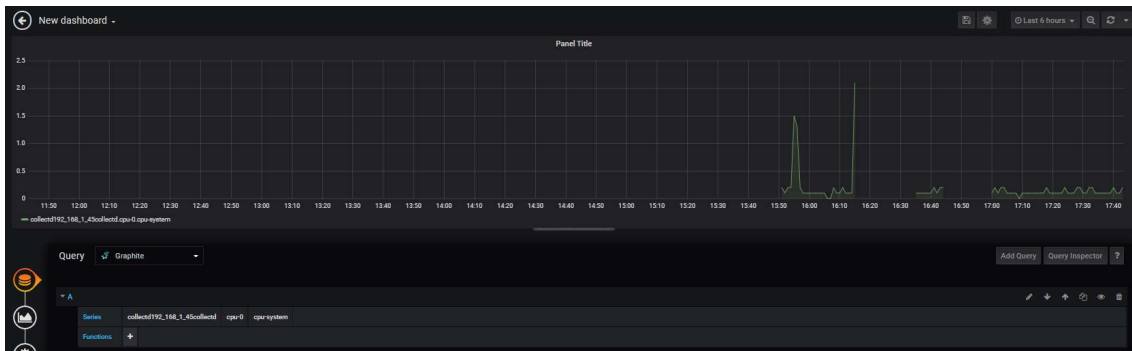 New dashboard
Last 6 hours
Panel Title
2.5
2.0
1.5
1.0
0.5
0
11:50 12:00 12:10 12:20 12:30 12:40 12:50 13:00 13:10 13:20 13:30 13:40 13:50 14:00 14:10 14:20 14:30 14:40 14:50 15:00 15:10 15:20 15:30 15:40 15:50 16:00 16:10 16:20 16:30 16:40 16:50 17:00 17:10 17:20 17:30 17:40
collectd192_168_1_45collectd.cpu-0.cpu-system
Query Graphite Add Query Query Inspector ?
A
Series collectd192_168_1_45collectd cpu-0 cpu-system
Functions +